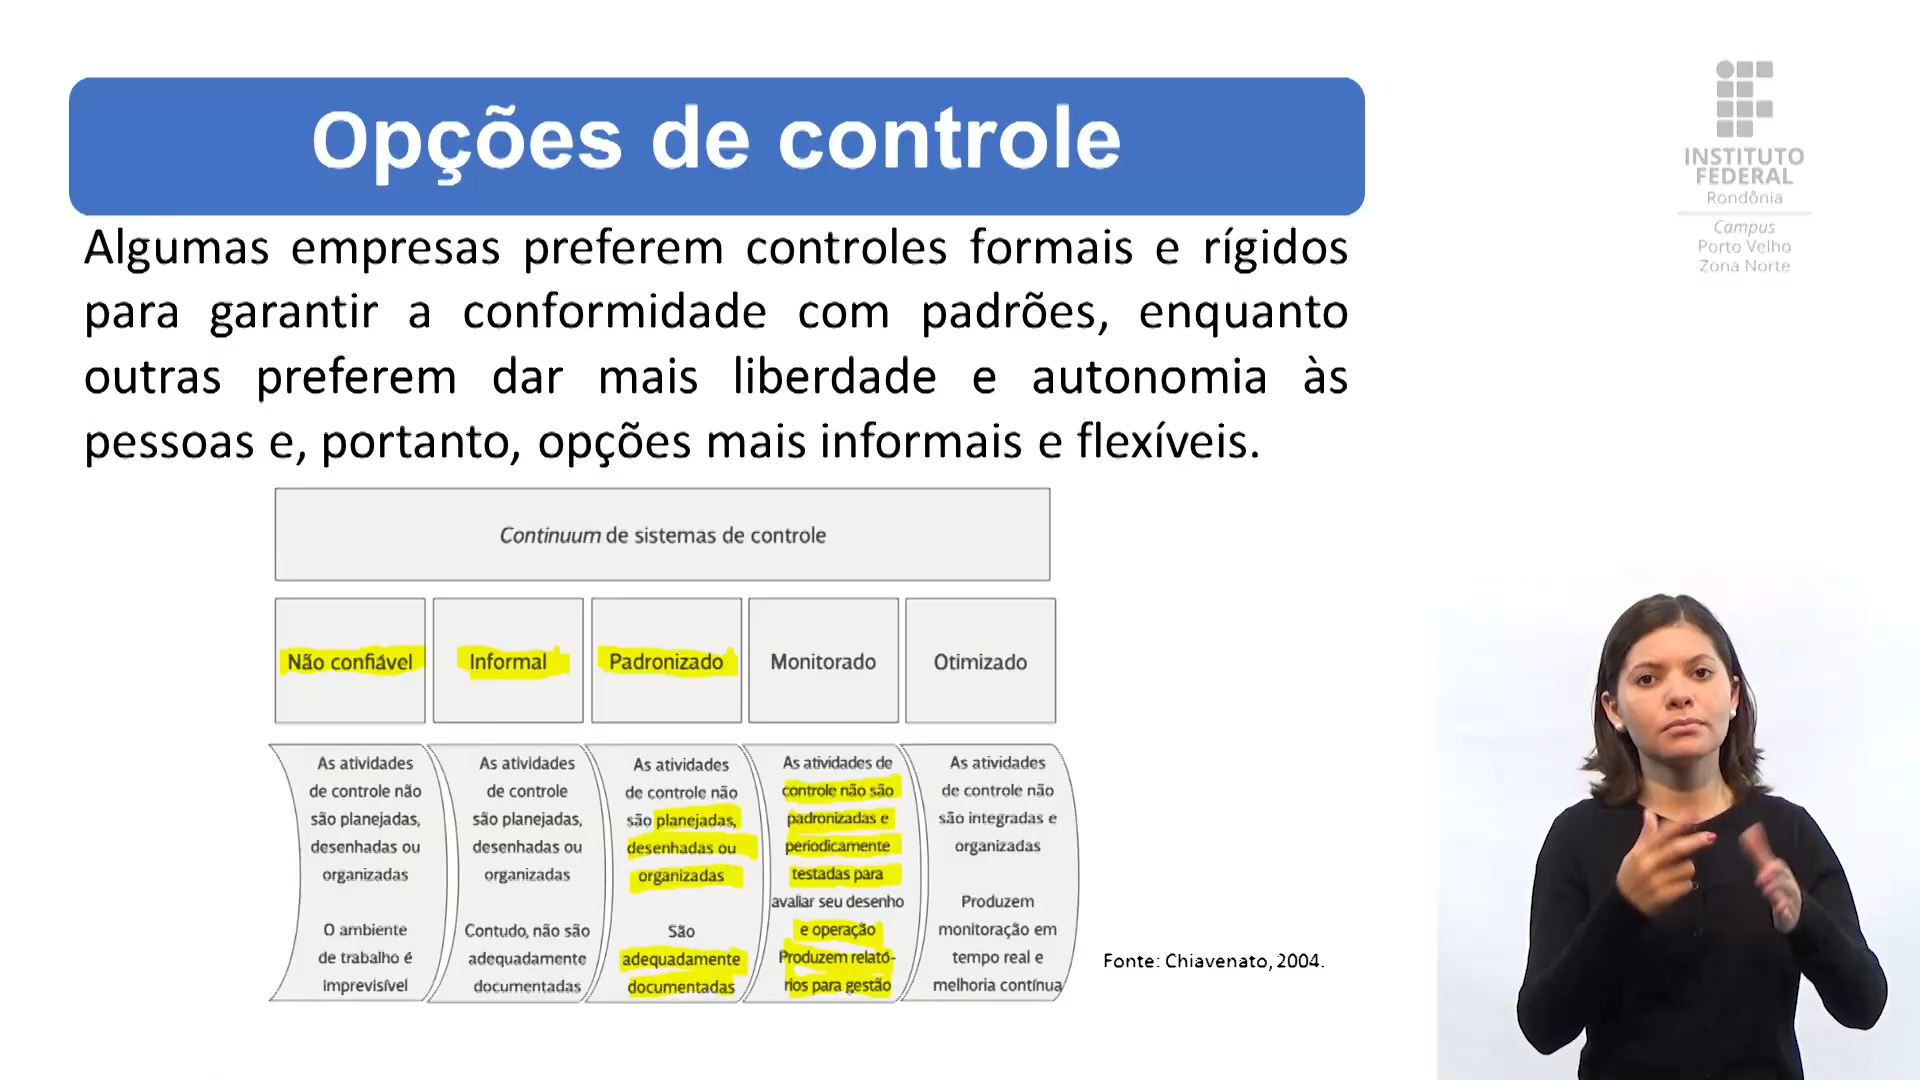 Opções de controle
INSTITUTO
FEDERAL
Rondônia
Campus
Porto Velho
Zona Norte
Algumas empresas preferem controles formais e rígidos
para garantir a conformidade com padrões, enquanto
outras preferem dar mais liberdade e autonomia às
pessoas e, portanto, opções mais informais e flexíveis.
Continuum de sistemas de controle
Não confiável
Informal
Padronizado
Monitorado
Otimizado
As atividades
de controle não
são planejadas,
desenhadas ou
organizadas
O ambiente
de trabalho é
imprevisível
As atividades
de controle
são planejadas,
desenhadas ou
organizadas
Contudo, não são
adequadamente
documentadas
As atividades
de controle não
são planejadas,
desenhadas ou
organizadas
São
adequadamente
documentadas
As atividades de
controle não são
padronizadas e
periodicamente
testadas para
avaliar seu desenho
e operação
Produzem relató-
rios para gestão
As atividades
de controle não
são integradas e
organizadas
Produzem
monitoração em
tempo real e
melhoria contínua
Fonte: Chiavenato, 2004.